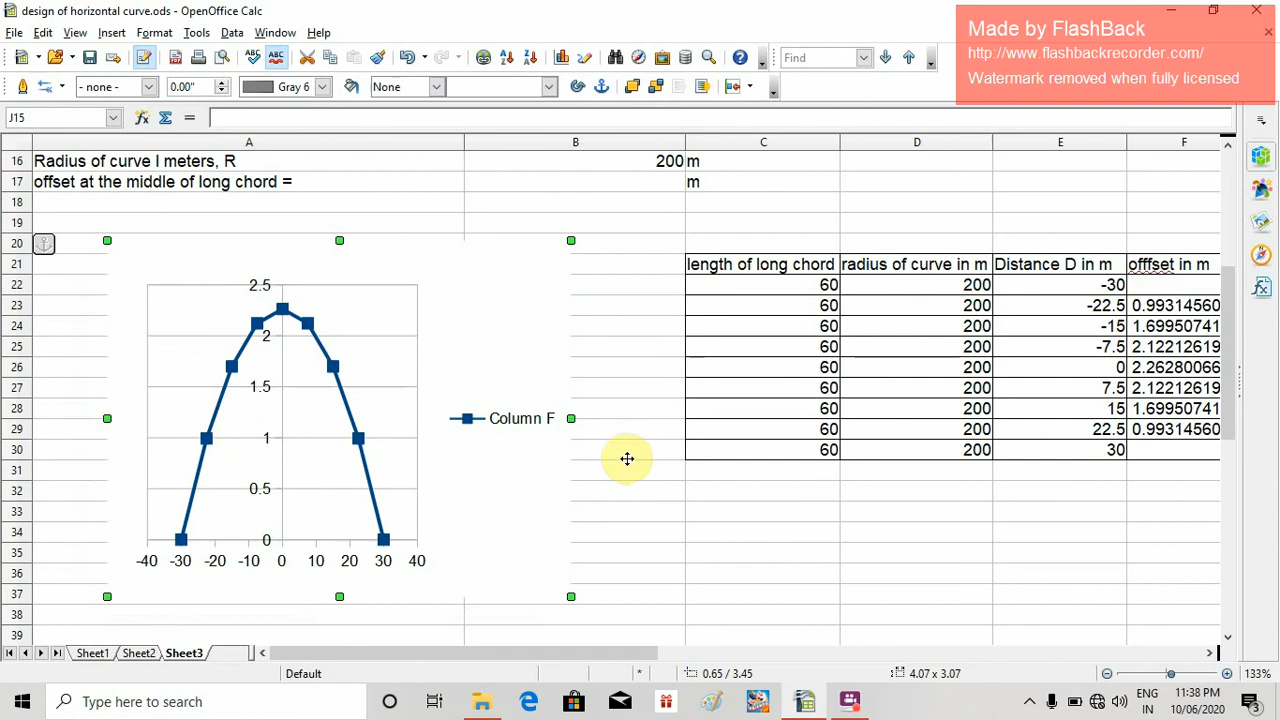 design of horizontal curve.ods - OpenOffice Calc
Made by FlashBack
http://www.flashbackrecorder.com/
Watermark removed when fully licensed
File Edit View Insert Format Tools Data Window Help
Find
- none - 0.00" Gray 6 None
J15
A B C D E F
16 Radius of curve I meters, R 200 m
17 offset at the middle of long chord = m
18
19
20
21 length of long chord radius of curve in m Distance D in m offfset in m
22 60 200 -30
23 60 200 -22.5 0.99314560
24 60 200 -15 1.69950741
25 60 200 -7.5 2.12212619
26 60 200 0 2.26280066
27 60 200 7.5 2.12212619
28 60 200 15 1.69950741
29 60 200 22.5 0.99314560
30 60 200 30
31
32
33
34
35
36
37
38
39
2.5
2
1.5
1
0.5
0
-40 -30 -20 -10 0 10 20 30 40
Column F
Sheet1 Sheet2 Sheet3
Default * 0.65 / 3.45 4.07 x 3.07 133%
Type here to search
ENG
IN
11:38 PM
10/06/2020
3